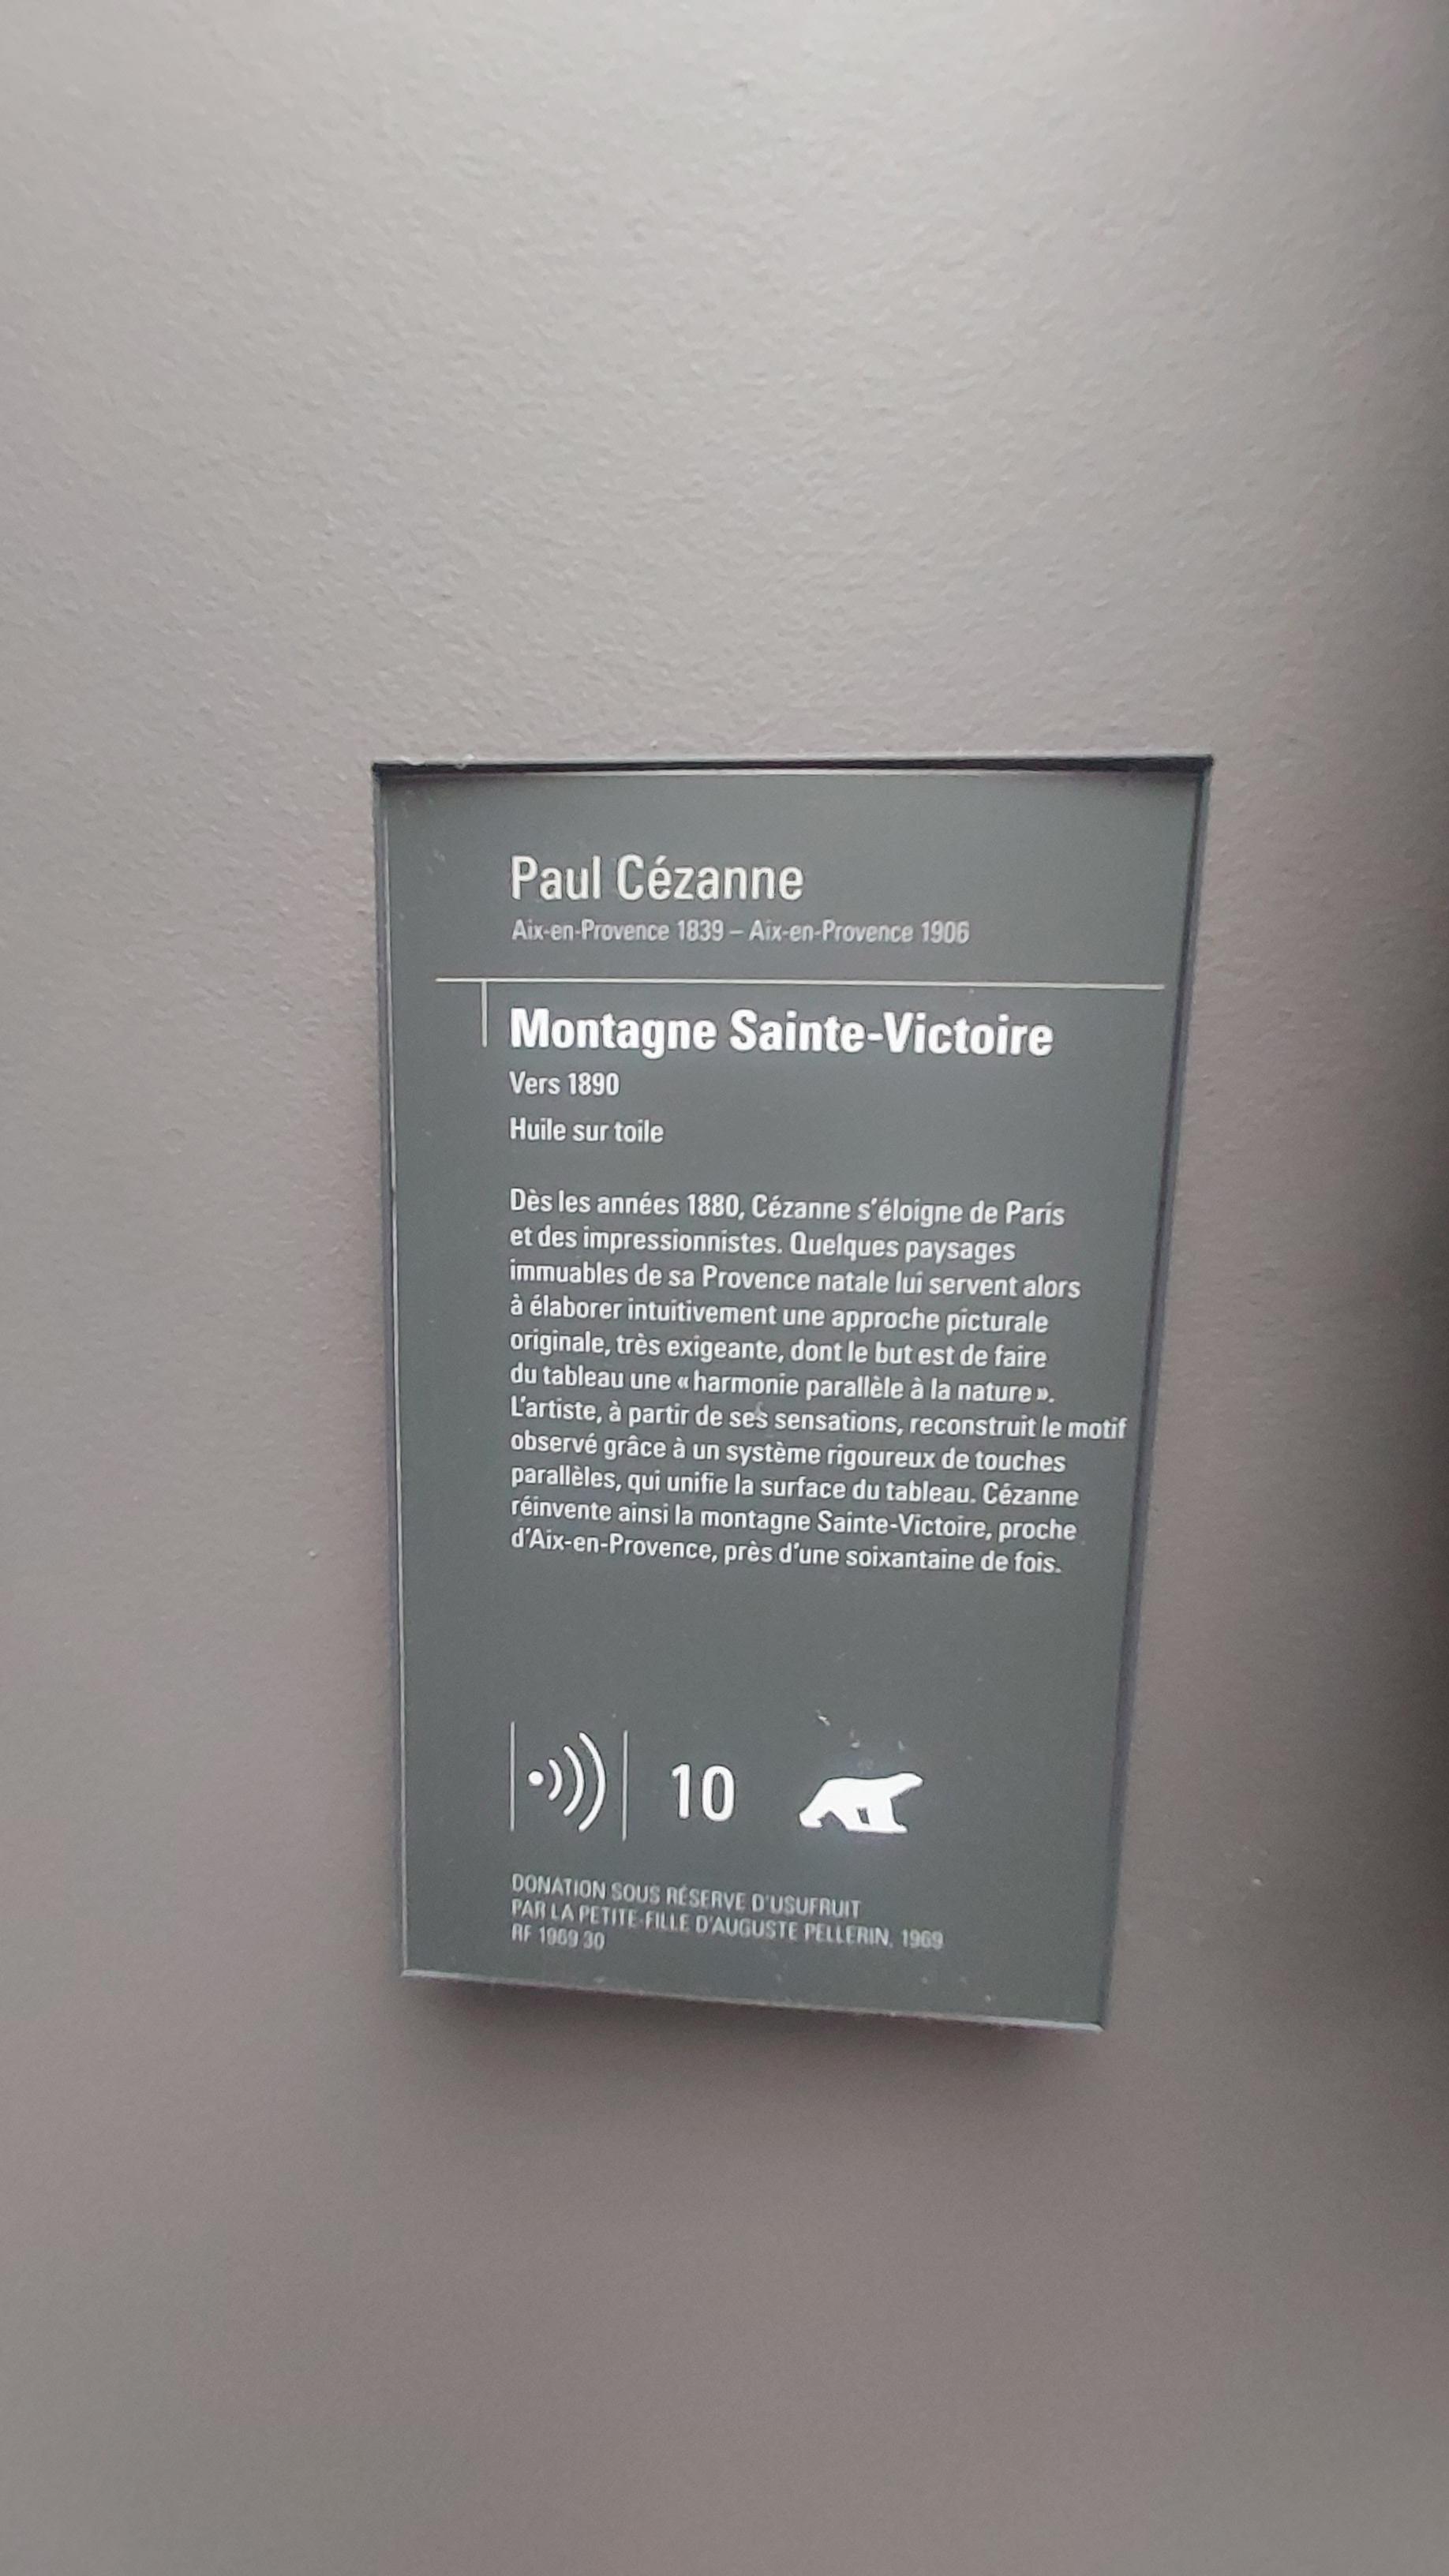 Paul Cézanne
Aix-en-Provence 1839 – Aix-en-Provence 1906
Montagne Sainte-Victoire
Vers 1890
Huile sur toile
Dès les années 1880, Cézanne s'éloigne de Paris
et des impressionnistes. Quelques paysages
immuables de sa Provence natale lui servent alors
à élaborer intuitivement une approche picturale
originale, très exigeante, dont le but est de faire
du tableau une « harmonie parallèle à la nature ».
L'artiste, à partir de ses sensations, reconstruit le motif
observé grâce à un système rigoureux de touches
parallèles, qui unifie la surface du tableau. Cézanne
réinvente ainsi la montagne Sainte-Victoire, proche
d'Aix-en-Provence, près d'une soixantaine de fois.
10
DONATION SOUS RÉSERVE D'USUFRUIT
PAR LA PETITE-FILLE D'AUGUSTE PELLERIN, 1969
RF 1969 30